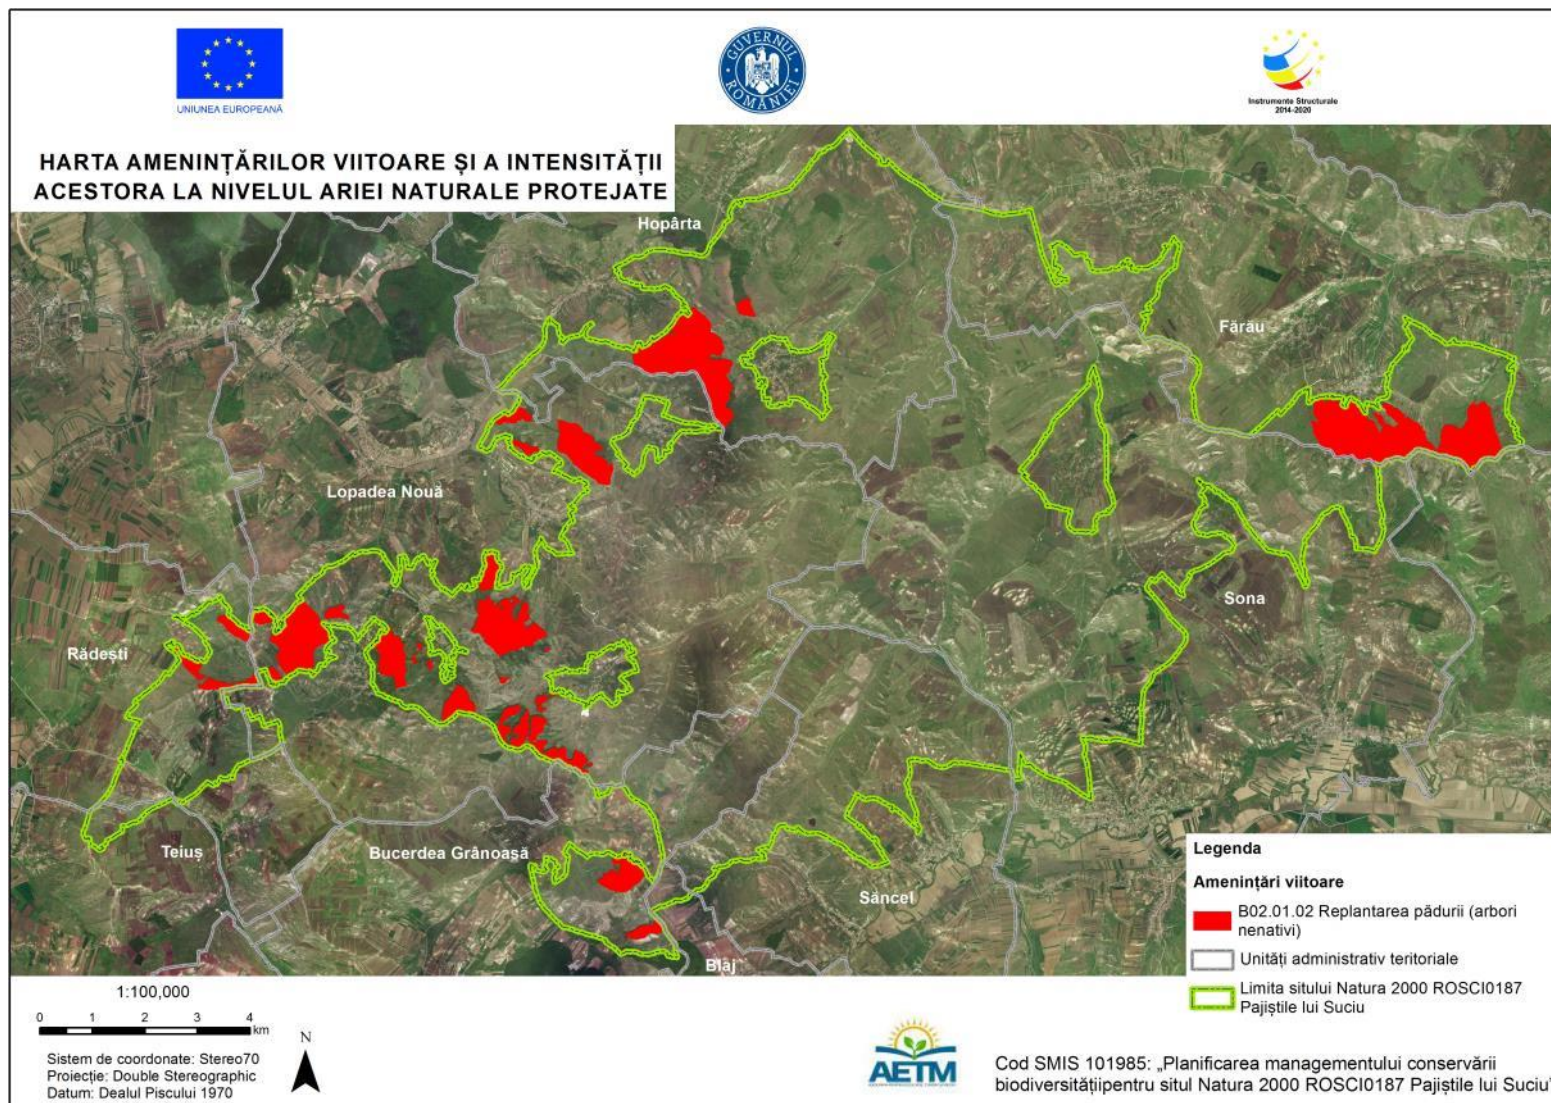 UNIUNEA EUROPEANĂ
GUVERNUL ROMÂNIEI
Instrumente Structurale
2014-2020
HARTA AMENINȚĂRILOR VIITOARE ȘI A INTENSITĂȚII
ACESTORA LA NIVELUL ARIEI NATURALE PROTEJATE
Hopârta
Fărău
Lopadea Nouă
Sona
Rădești
Teiuș
Bucerdea Grânoasă
Sâncel
Blaj
Legenda
Amenințări viitoare
B02.01.02 Replantarea pădurii (arbori
nenativi)
Unități administrativ teritoriale
Limita sitului Natura 2000 ROSCI0187
Pajiștile lui Suciu
1:100,000
0 1 2 3 4
km
N
Sistem de coordonate: Stereo70
Proiecție: Double Stereographic
Datum: Dealul Piscului 1970
AETM
Cod SMIS 101985: „Planificarea managementului conservării
biodiversitățiipentru situl Natura 2000 ROSCI0187 Pajiștile lui Suciu"